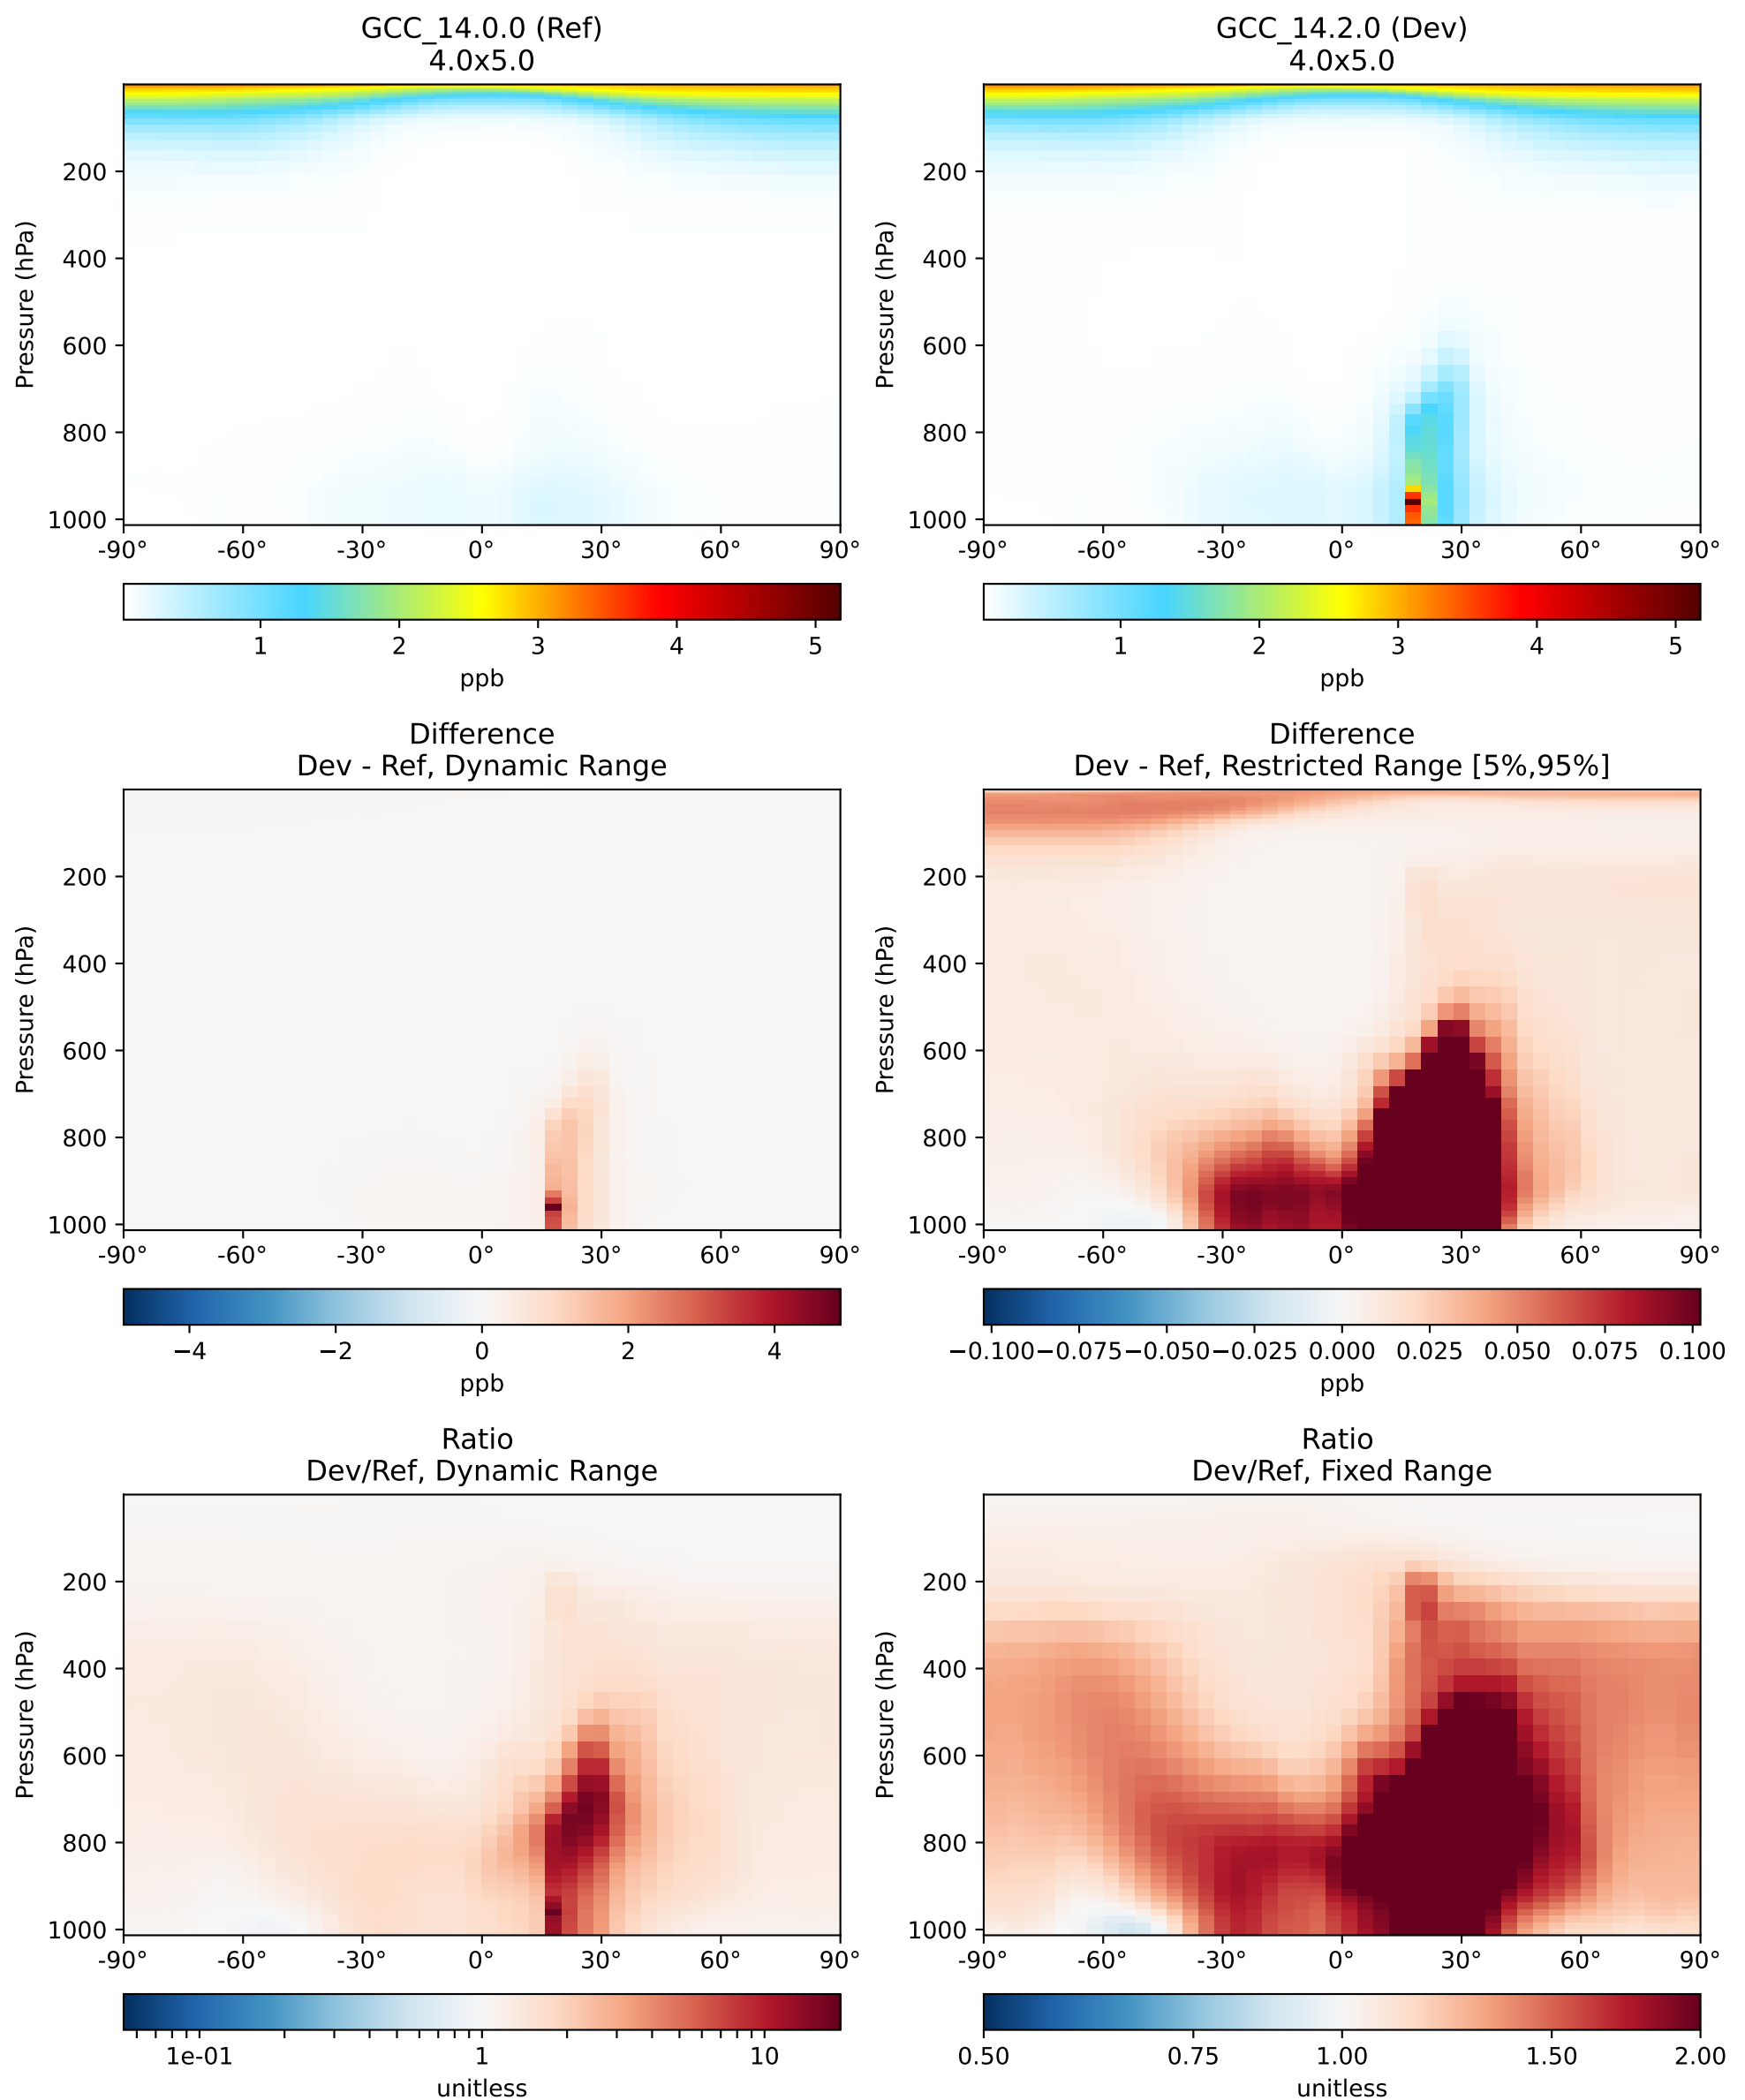 GCC_14.0.0 (Ref)
4.0x5.0
Pressure (hPa)
200
400
600
800
1000
-90° -60° -30° 0° 30° 60° 90°
1 2 3 4 5
ppb
GCC_14.2.0 (Dev)
4.0x5.0
Pressure (hPa)
200
400
600
800
1000
-90° -60° -30° 0° 30° 60° 90°
1 2 3 4 5
ppb
Difference
Dev - Ref, Dynamic Range
Pressure (hPa)
200
400
600
800
1000
-90° -60° -30° 0° 30° 60° 90°
−4 −2 0 2 4
ppb
Difference
Dev - Ref, Restricted Range [5%,95%]
Pressure (hPa)
200
400
600
800
1000
-90° -60° -30° 0° 30° 60° 90°
−0.100 −0.075 −0.050 −0.025 0.000 0.025 0.050 0.075 0.100
ppb
Ratio
Dev/Ref, Dynamic Range
Pressure (hPa)
200
400
600
800
1000
-90° -60° -30° 0° 30° 60° 90°
1e-01 1 10
unitless
Ratio
Dev/Ref, Fixed Range
Pressure (hPa)
200
400
600
800
1000
-90° -60° -30° 0° 30° 60° 90°
0.50 0.75 1.00 1.50 2.00
unitless